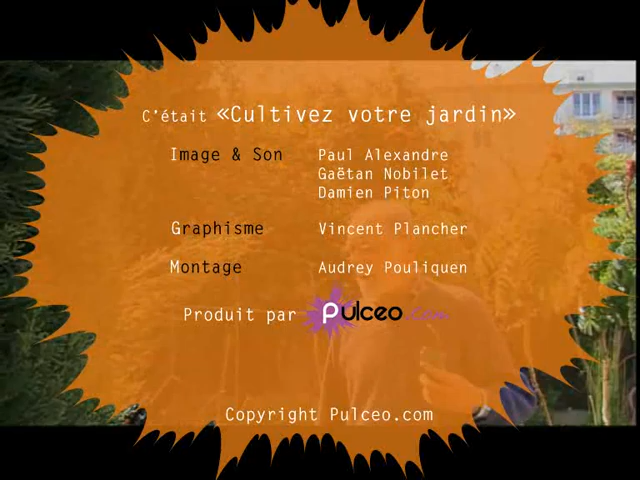 C'était «Cultivez votre jardin»
Image & Son Paul Alexandre
Gaëtan Nobilet
Damien Piton
Graphisme Vincent Plancher
Montage Audrey Pouliquen
Produit par Pulceo.com
Copyright Pulceo.com